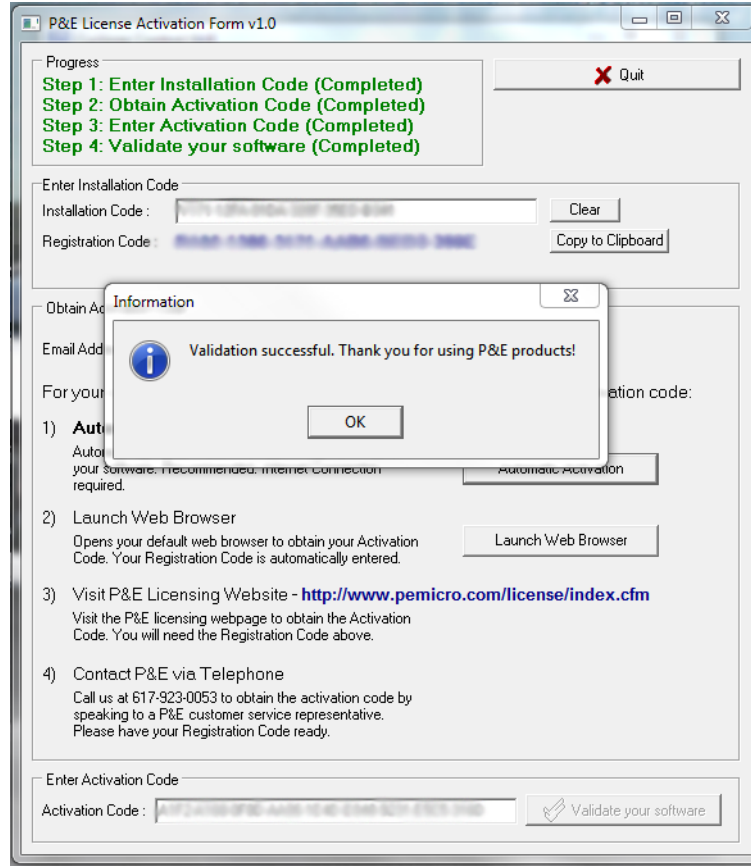 P&E License Activation Form v1.0
Progress
Step 1: Enter Installation Code (Completed)
Step 2: Obtain Activation Code (Completed)
Step 3: Enter Activation Code (Completed)
Step 4: Validate your software (Completed)
Quit
Enter Installation Code
Installation Code :
Clear
Registration Code :
Copy to Clipboard
Information
Validation successful. Thank you for using P&E products!
OK
Obtain
Email
For your
code:
1)
your software. Recommended. Internet Connection
required.
Automatic Activation
2) Launch Web Browser
Opens your default web browser to obtain your Activation
Code. Your Registration Code is automatically entered.
Launch Web Browser
3) Visit P&E Licensing Website - http://www.pemicro.com/license/index.cfm
Visit the P&E licensing webpage to obtain the Activation
Code. You will need the Registration Code above.
4) Contact P&E via Telephone
Call us at 617-923-0053 to obtain the activation code by
speaking to a P&E customer service representative.
Please have your Registration Code ready.
Enter Activation Code
Activation Code :
Validate your software